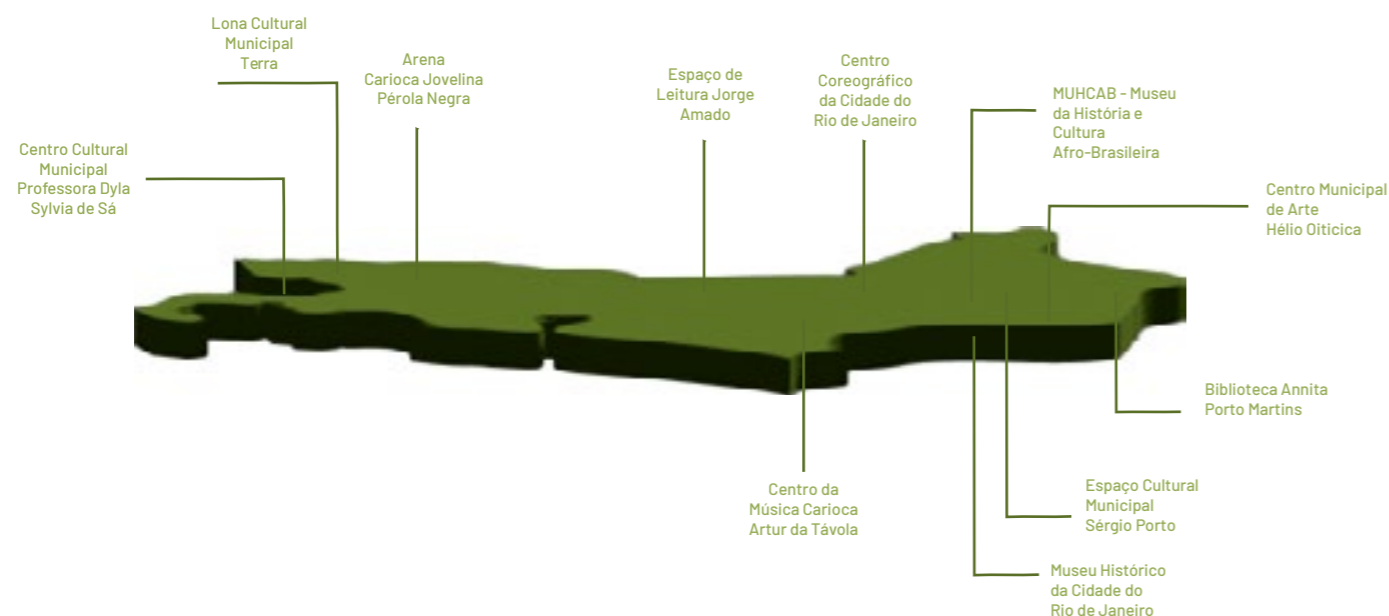 Lona Cultural
Municipal
Terra
Arena
Carioca Jovelina
Pérola Negra
Espaço de
Leitura Jorge
Amado
Centro
Coreográfico
da Cidade do
Rio de Janeiro
MUHCAB - Museu
da História e
Cultura
Afro-Brasileira
Centro Cultural
Municipal
Professora Dyla
Sylvia de Sá
Centro Municipal
de Arte
Hélio Oiticica
Biblioteca Annita
Porto Martins
Centro da
Música Carioca
Artur da Távola
Espaço Cultural
Municipal
Sérgio Porto
Museu Histórico
da Cidade do
Rio de Janeiro